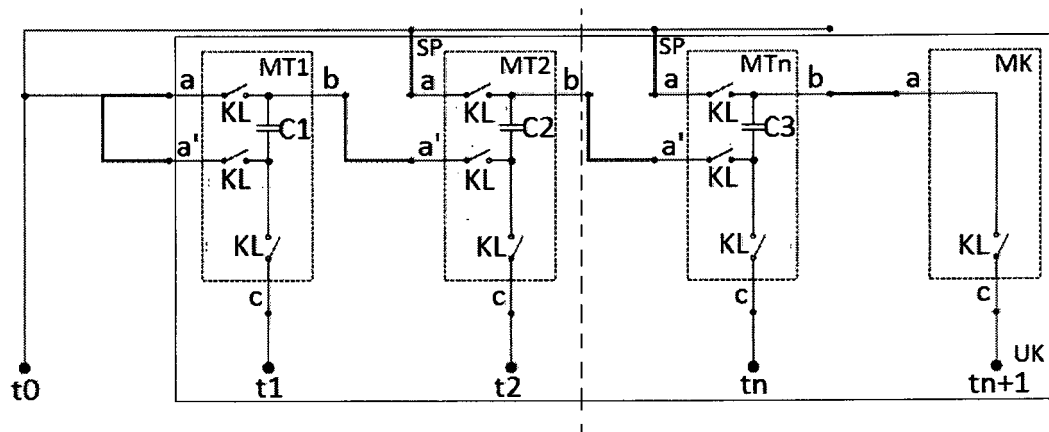 SP SP
MT1 MT2 MTn MK
a b a b a b a
KL KL KL
C1 C2 C3
a' a' a'
KL KL KL
KL KL KL KL
c c c c
UK
t0 t1 t2 tn tn+1